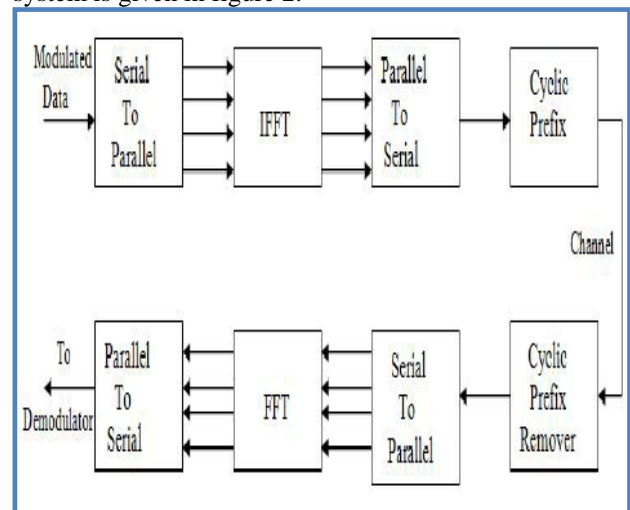 Modulated
Data
Serial
To
Parallel
IFFT
Parallel
To
Serial
Cyclic
Prefix
Channel
To
Demodulator
Parallel
To
Serial
FFT
Serial
To
Parallel
Cyclic
Prefix
Remover